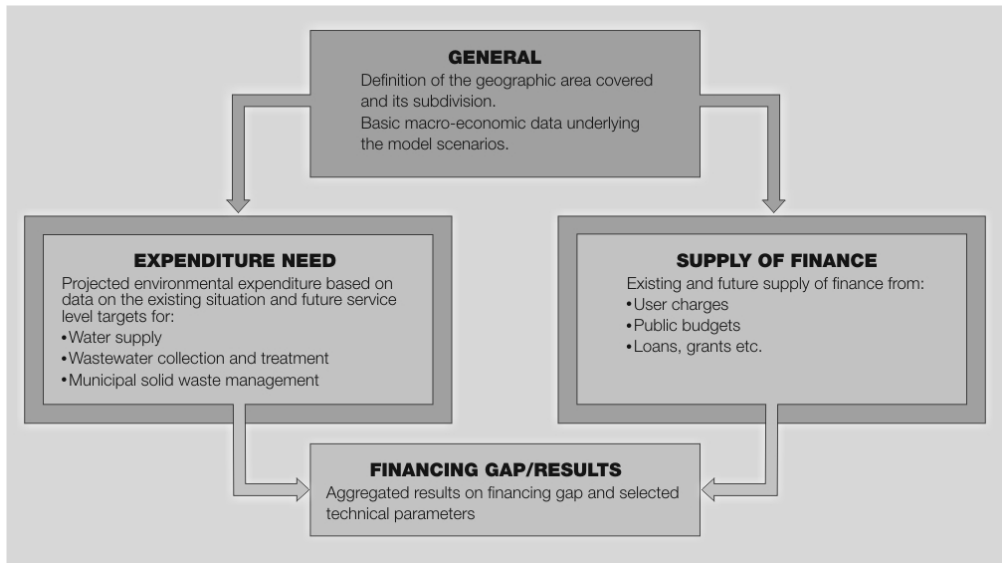 GENERAL
Definition of the geographic area covered
and its subdivision.
Basic macro-economic data underlying
the model scenarios.
EXPENDITURE NEED
Projected environmental expenditure based on
data on the existing situation and future service
level targets for:
•Water supply
•Wastewater collection and treatment
•Municipal solid waste management
SUPPLY OF FINANCE
Existing and future supply of finance from:
•User charges
•Public budgets
•Loans, grants etc.
FINANCING GAP/RESULTS
Aggregated results on financing gap and selected
technical parameters